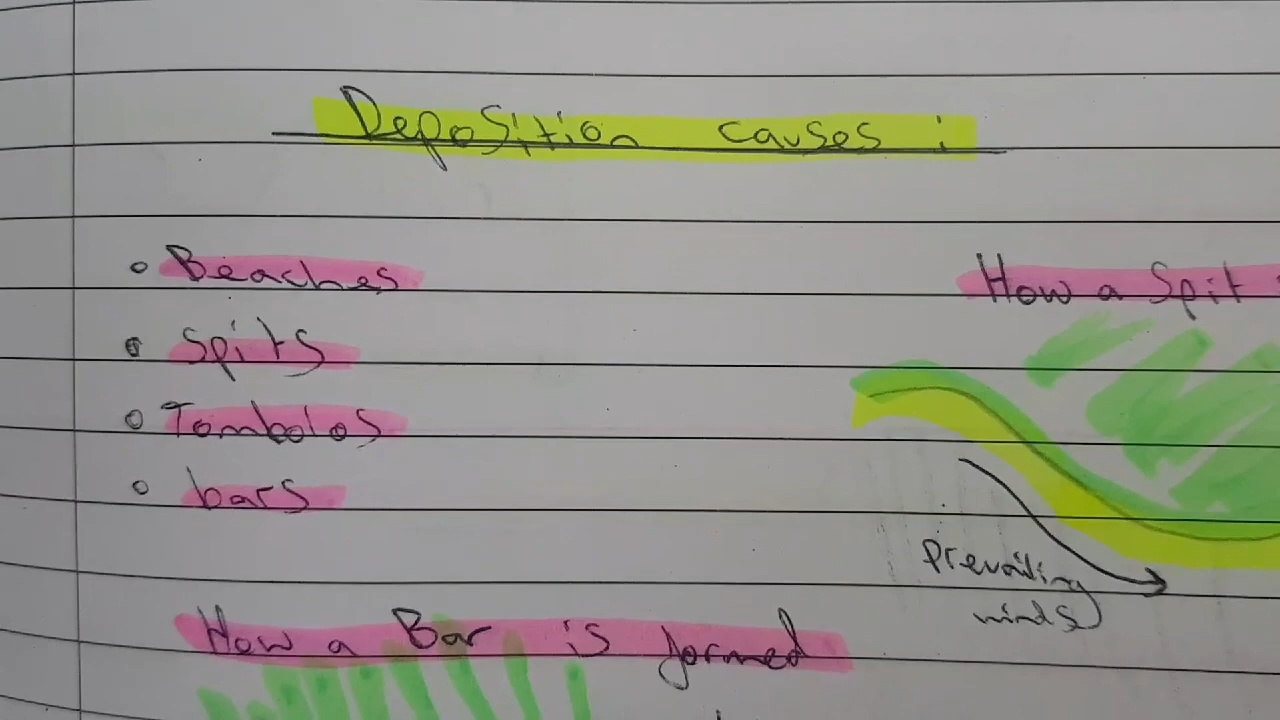 Deposition causes :
Beaches
Spits
Tombolos
bars
How a Spit
Prevailing
winds
How a Bar is formed